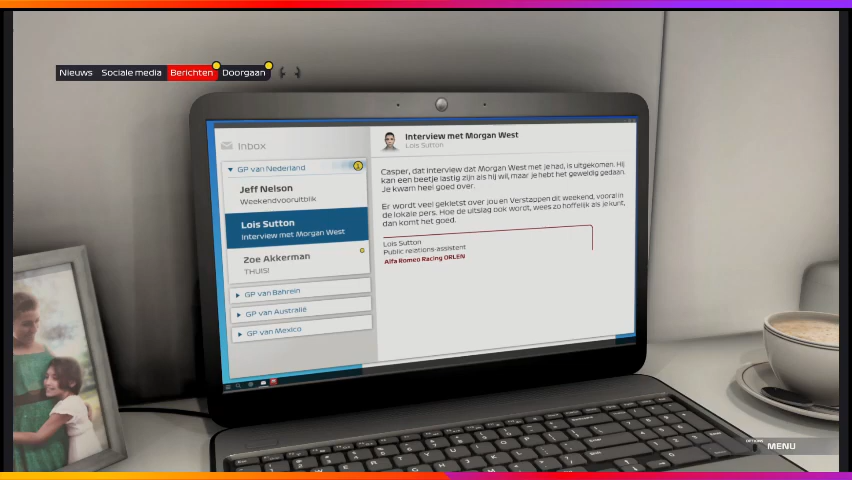 Nieuws Sociale media Berichten Doorgaan
Inbox
GP van Nederland
Jeff Nelson
Weekendvooruitblik
Lois Sutton
Interview met Morgan West
Zoe Akkerman
THUIS!
GP van Bahrein
GP van Australië
GP van Mexico
Interview met Morgan West
Lois Sutton
Casper, dat interview dat Morgan West met je had, is uitgekomen. Hij
kan een beetje lastig zijn als hij wil, maar je hebt het geweldig gedaan.
Je kwam heel goed over.
Er wordt veel gekletst over jou en Verstappen dit weekend, vooral in
de lokale pers. Hoe de uitslag ook wordt, wees zo hoffelijk als je kunt,
dan komt het goed.
Lois Sutton
Public relations-assistent
Alfa Romeo Racing ORLEN
OPTIONS MENU